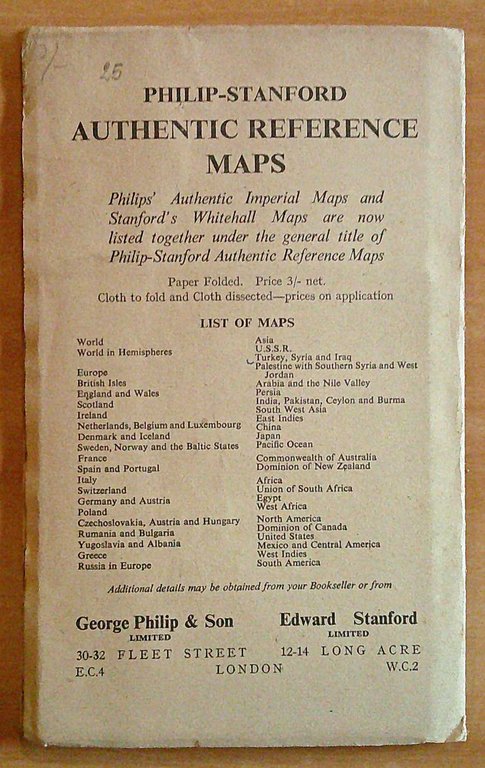 3/-
25
PHILIP-STANFORD
AUTHENTIC REFERENCE
MAPS
Philips' Authentic Imperial Maps and
Stanford's Whitehall Maps are now
listed together under the general title of
Philip-Stanford Authentic Reference Maps
Paper Folded. Price 3/- net.
Cloth to fold and Cloth dissected—prices on application
LIST OF MAPS
World
World in Hemispheres
Europe
British Isles
England and Wales
Scotland
Ireland
Netherlands, Belgium and Luxembourg
Denmark and Iceland
Sweden, Norway and the Baltic States
France
Spain and Portugal
Italy
Switzerland
Germany and Austria
Poland
Czechoslovakia, Austria and Hungary
Rumania and Bulgaria
Yugoslavia and Albania
Greece
Russia in Europe
Asia
U.S.S.R.
Turkey, Syria and Iraq
Palestine with Southern Syria and West
Jordan
Arabia and the Nile Valley
Persia
India, Pakistan, Ceylon and Burma
South West Asia
East Indies
China
Japan
Pacific Ocean
Commonwealth of Australia
Dominion of New Zealand
Africa
Union of South Africa
Egypt
West Africa
North America
Dominion of Canada
United States
Mexico and Central America
West Indies
South America
Additional details may be obtained from your Bookseller or from
George Philip & Son
LIMITED
30-32 FLEET STREET
E.C.4
Edward Stanford
LIMITED
12-14 LONG ACRE
W.C.2
LONDON